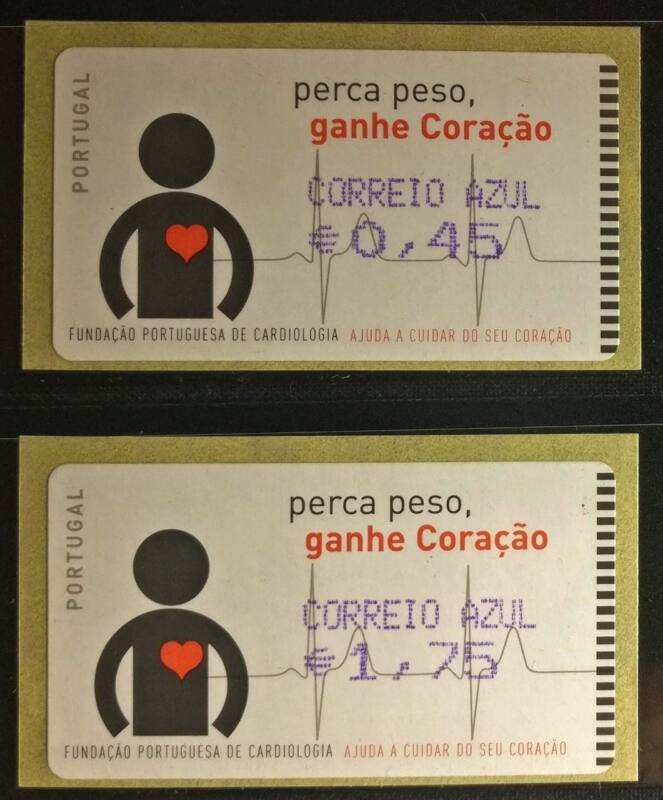 PORTUGAL
perca peso,
ganhe Coração
CORREIO AZUL
€0,45
FUNDAÇÃO PORTUGUESA DE CARDIOLOGIA AJUDA A CUIDAR DO SEU CORAÇÃO
PORTUGAL
perca peso,
ganhe Coração
CORREIO AZUL
€1,75
FUNDAÇÃO PORTUGUESA DE CARDIOLOGIA AJUDA A CUIDAR DO SEU CORAÇÃO